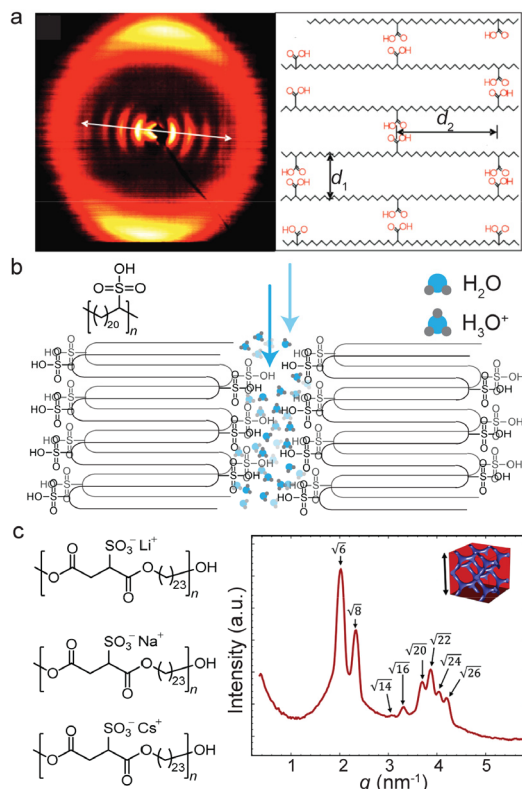 a
d₂
d₁
b
OH
O=S=O
20
n
H₂O
H₃O⁺
c
SO₃⁻ Li⁺
O
O
O
O
23
OH
n
SO₃⁻ Na⁺
O
O
O
O
23
OH
n
SO₃⁻ Cs⁺
O
O
O
O
23
OH
n
Intensity (a.u.)
√6
√8
√14
√16
√20
√22
√24
√26
1 2 3 4 5
q (nm⁻¹)